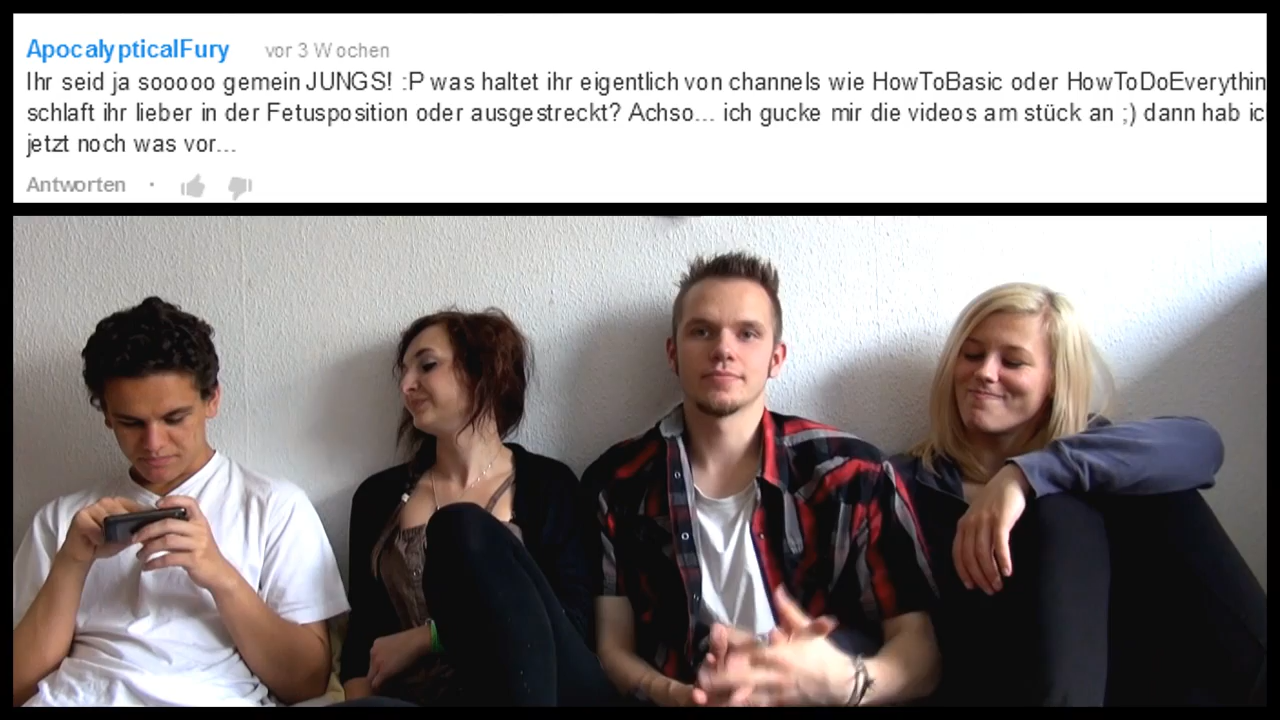 ApocalypticalFury vor 3 Wochen
Ihr seid ja sooooo gemein JUNGS! :P was haltet ihr eigentlich von channels wie HowToBasic oder HowToDoEverythin
schlaft ihr lieber in der Fetusposition oder ausgestreckt? Achso... ich gucke mir die videos am stück an ;) dann hab ic
jetzt noch was vor...
Antworten ·